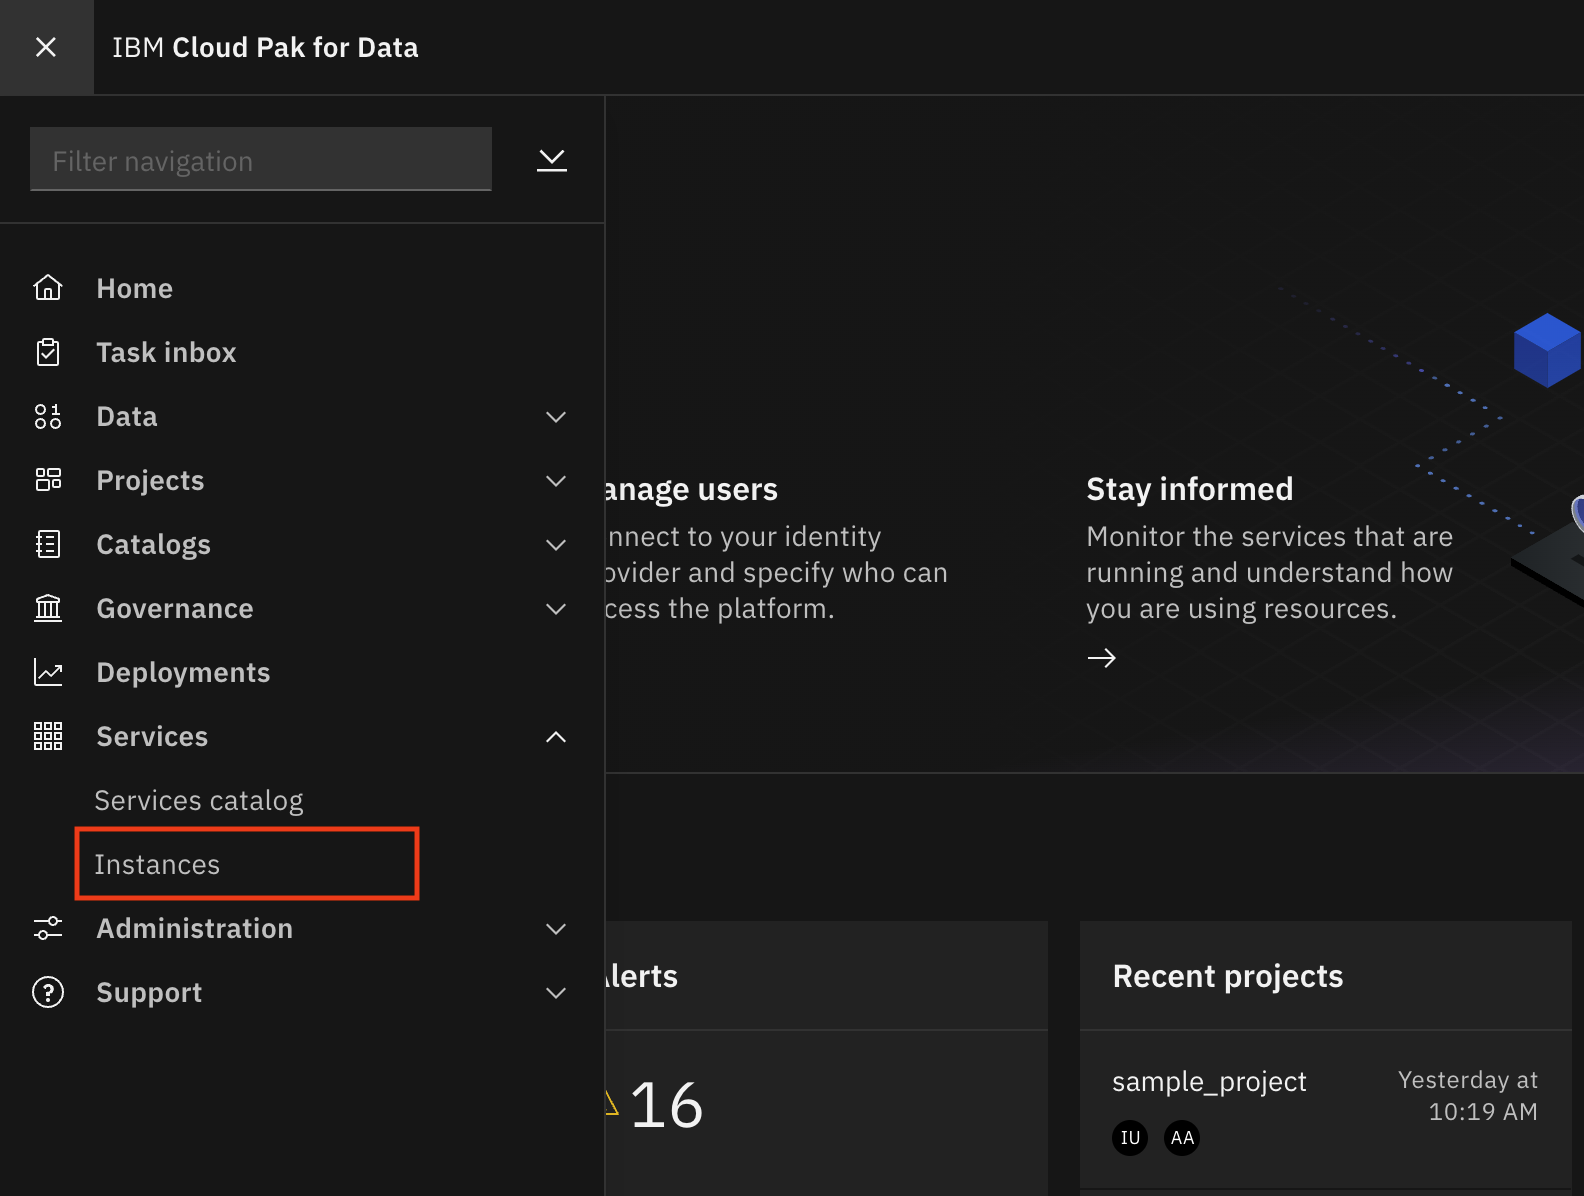 IBM Cloud Pak for Data
Filter navigation
Home
Task inbox
Data
Projects
Catalogs
Governance
Deployments
Services
Services catalog
Instances
Administration
Support
anage users
nnect to your identity
ovider and specify who can
cess the platform.
Stay informed
Monitor the services that are
running and understand how
you are using resources.
lerts
16
Recent projects
sample_project
Yesterday at
10:19 AM
IU AA